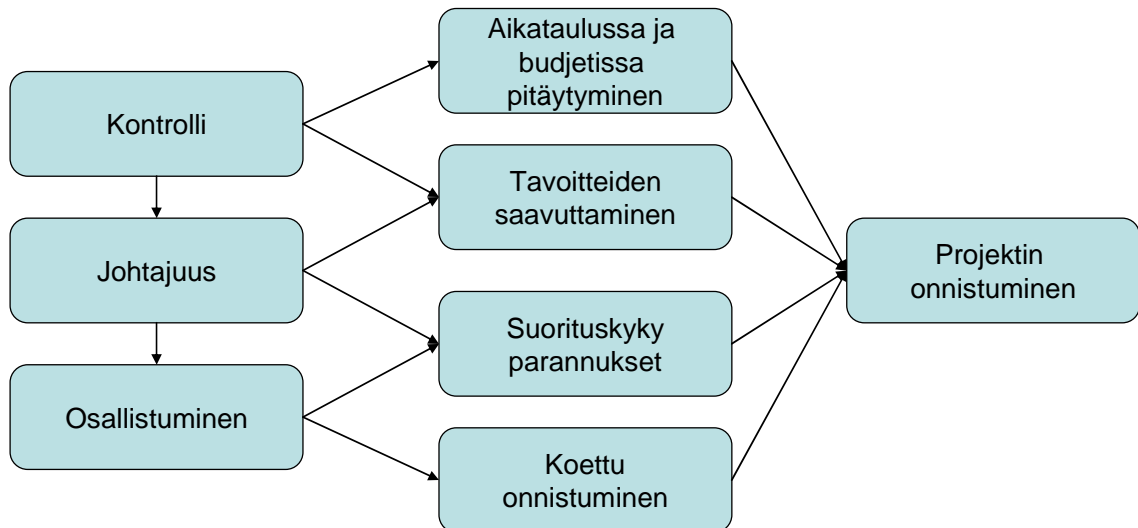 Kontrolli
Johtajuus
Osallistuminen
Aikataulussa ja
budjetissa
pitäytyminen
Tavoitteiden
saavuttaminen
Suorituskyky
parannukset
Koettu
onnistuminen
Projektin
onnistuminen